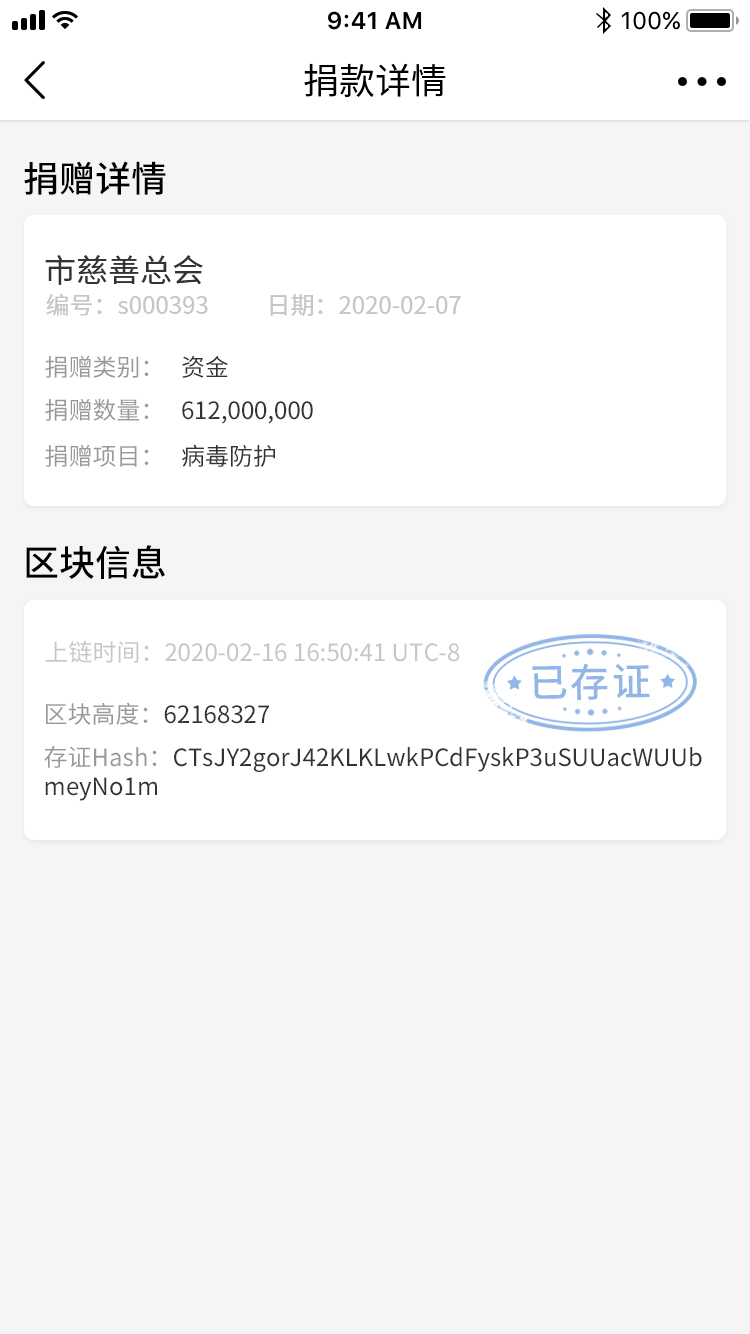 9:41 AM
100%
捐款详情
捐赠详情
市慈善总会
编号：s000393 日期：2020-02-07
捐赠类别： 资金
捐赠数量： 612,000,000
捐赠项目： 病毒防护
区块信息
上链时间：2020-02-16 16:50:41 UTC-8
已存证
区块高度：62168327
存证Hash：CTsJY2gorJ42KLKLwkPCdFyskP3uSUUacWUUb
meyNo1m